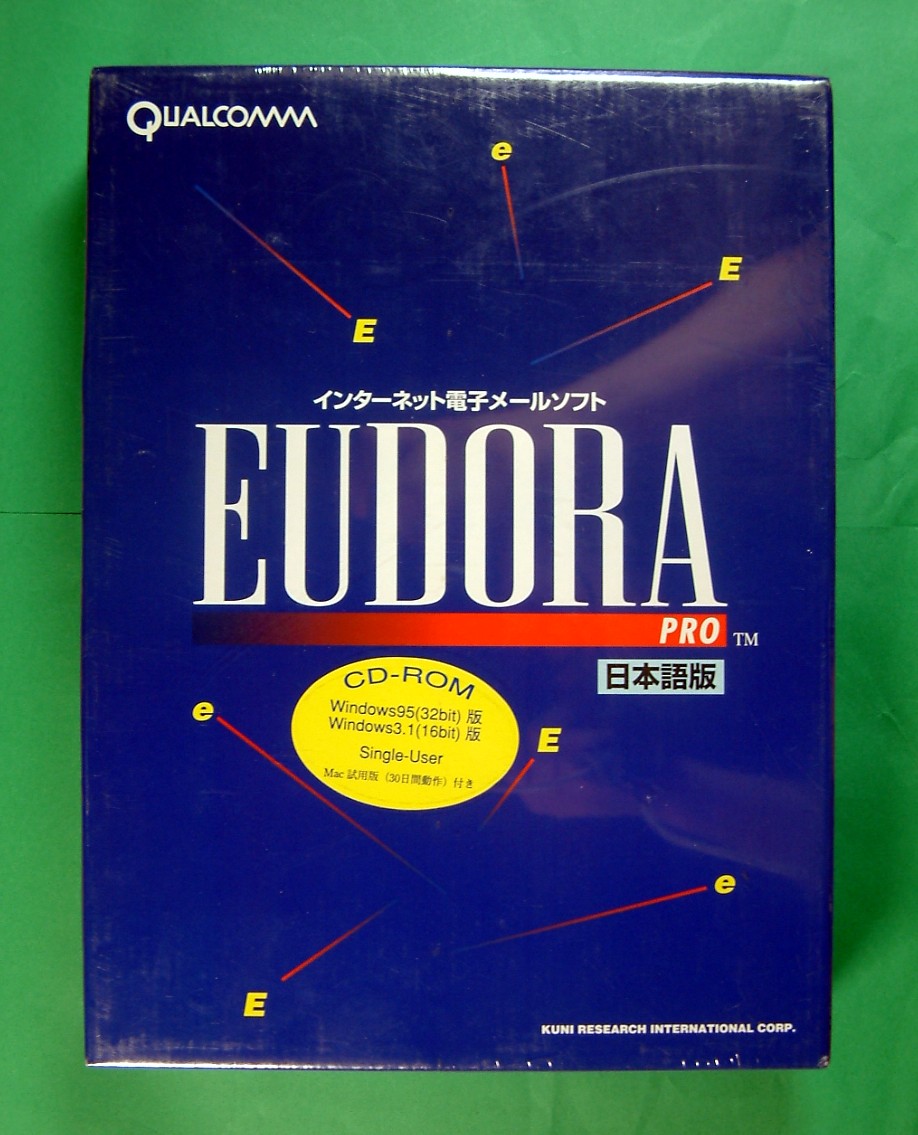 QUALCOMM
e
E
E
インターネット電子メールソフト
EUDORA
PRO TM
日本語版
CD-ROM
Windows95(32bit) 版
Windows3.1(16bit) 版
Single-User
Mac 試用版（30日間動作）付き
e
E
e
E
KUNI RESEARCH INTERNATIONAL CORP.